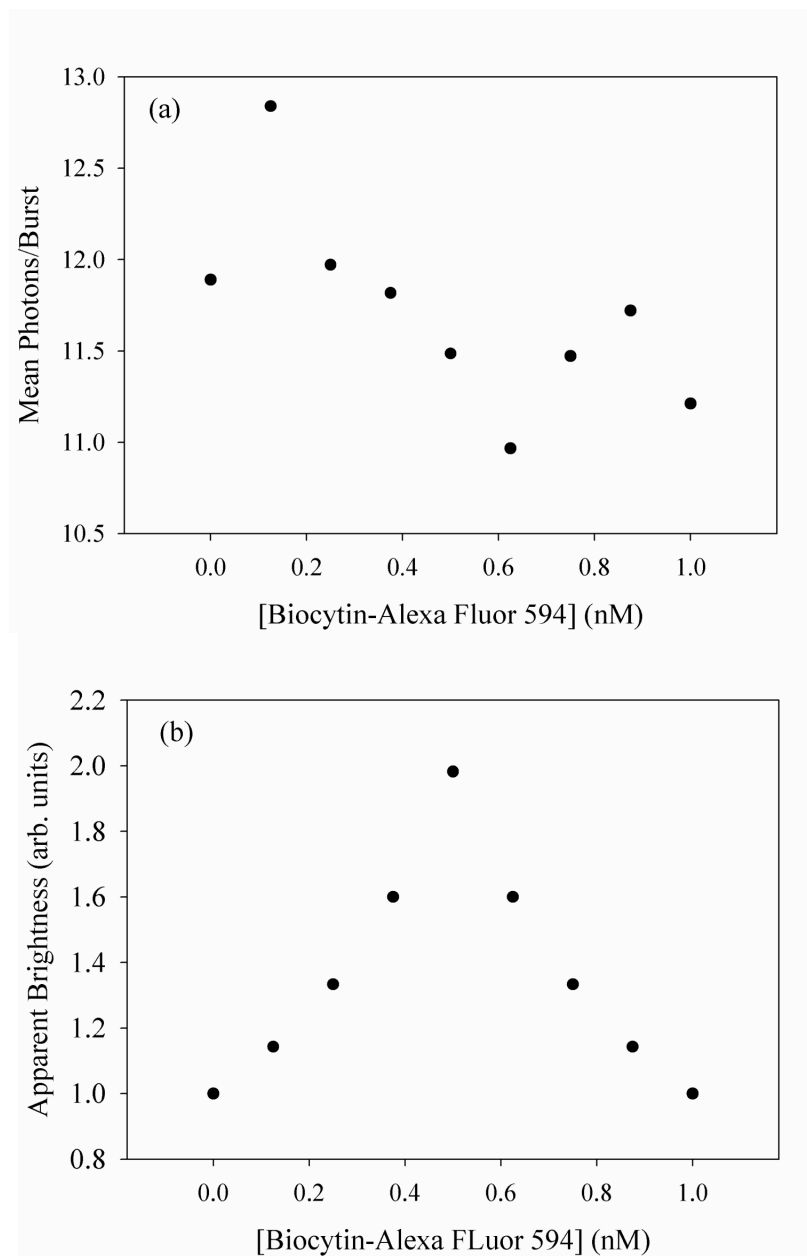 (a)
13.0
12.5
12.0
11.5
11.0
10.5
Mean Photons/Burst
0.0 0.2 0.4 0.6 0.8 1.0
[Biocytin-Alexa Fluor 594] (nM)
(b)
2.2
2.0
1.8
1.6
1.4
1.2
1.0
0.8
Apparent Brightness (arb. units)
0.0 0.2 0.4 0.6 0.8 1.0
[Biocytin-Alexa FLuor 594] (nM)